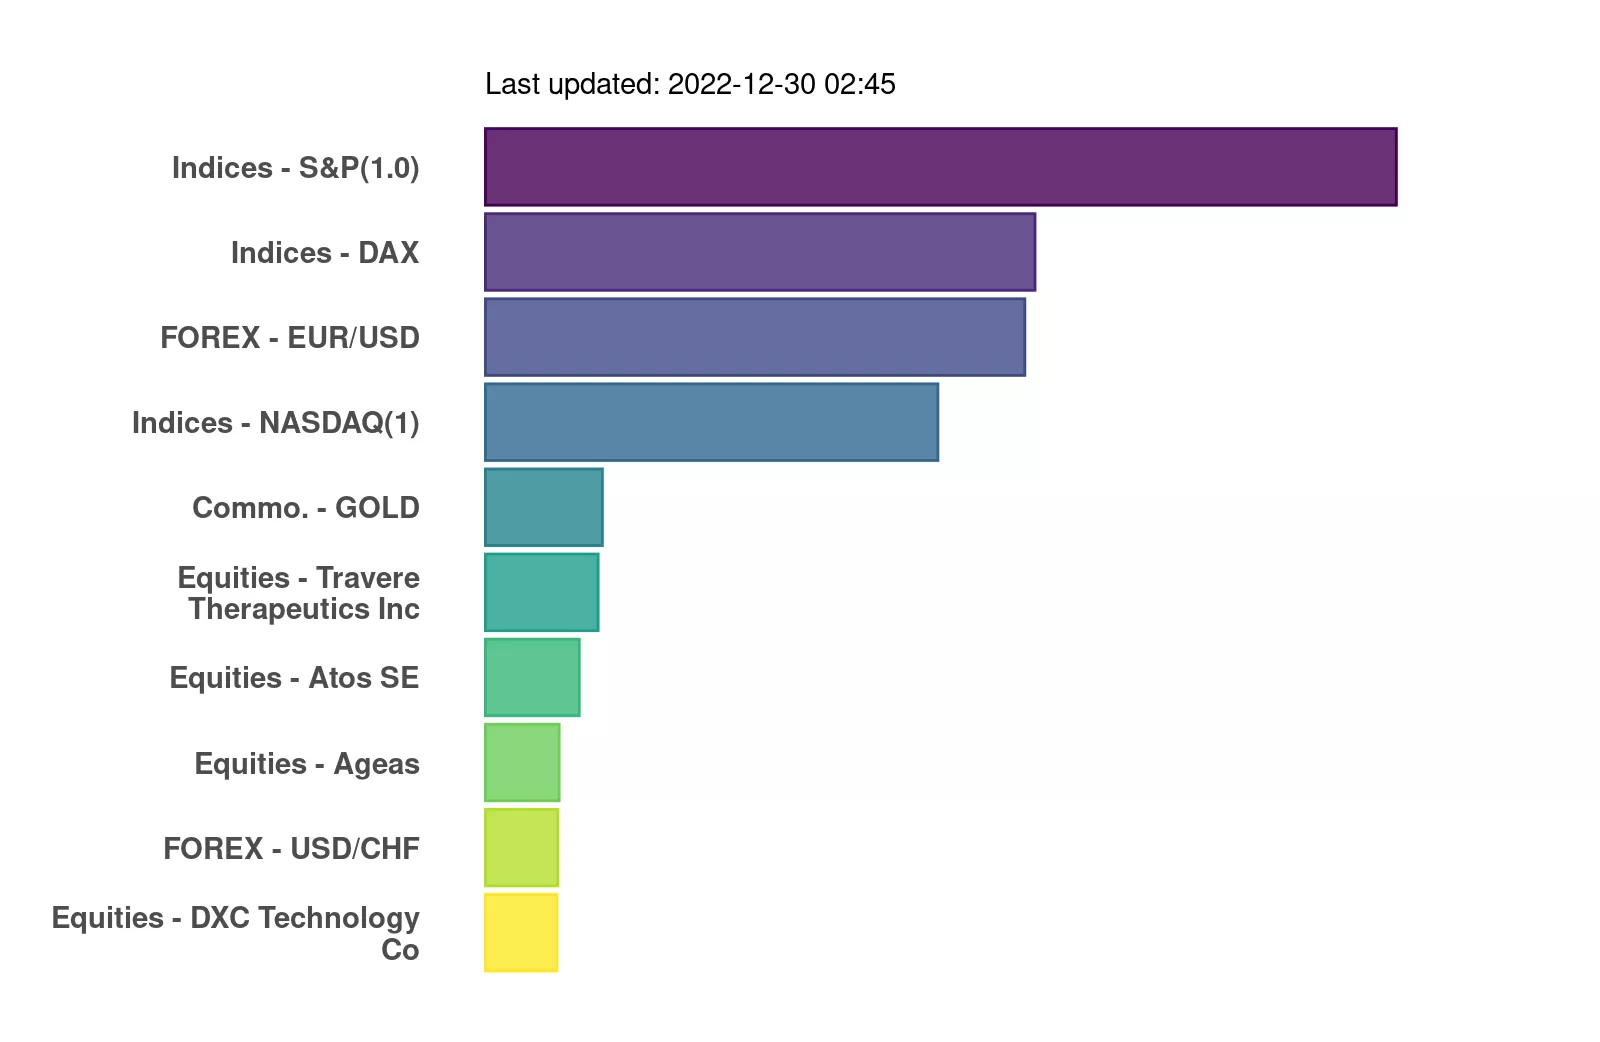 Last updated: 2022-12-30 02:45
Indices - S&P(1.0)
Indices - DAX
FOREX - EUR/USD
Indices - NASDAQ(1)
Commo. - GOLD
Equities - Travere
Therapeutics Inc
Equities - Atos SE
Equities - Ageas
FOREX - USD/CHF
Equities - DXC Technology
Co